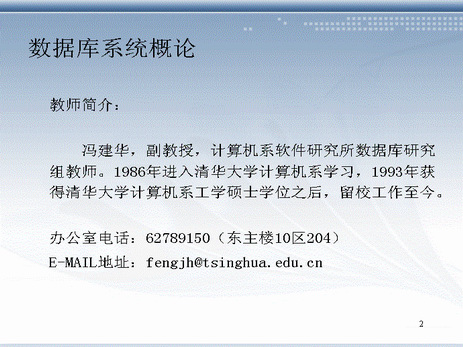 数据库系统概论
教师简介：
冯建华，副教授，计算机系软件研究所数据库研究
组教师。1986年进入清华大学计算机系学习，1993年获
得清华大学计算机系工学硕士学位之后，留校工作至今。
办公室电话：62789150（东主楼10区204）
E-MAIL地址：fengjh@tsinghua.edu.cn
2